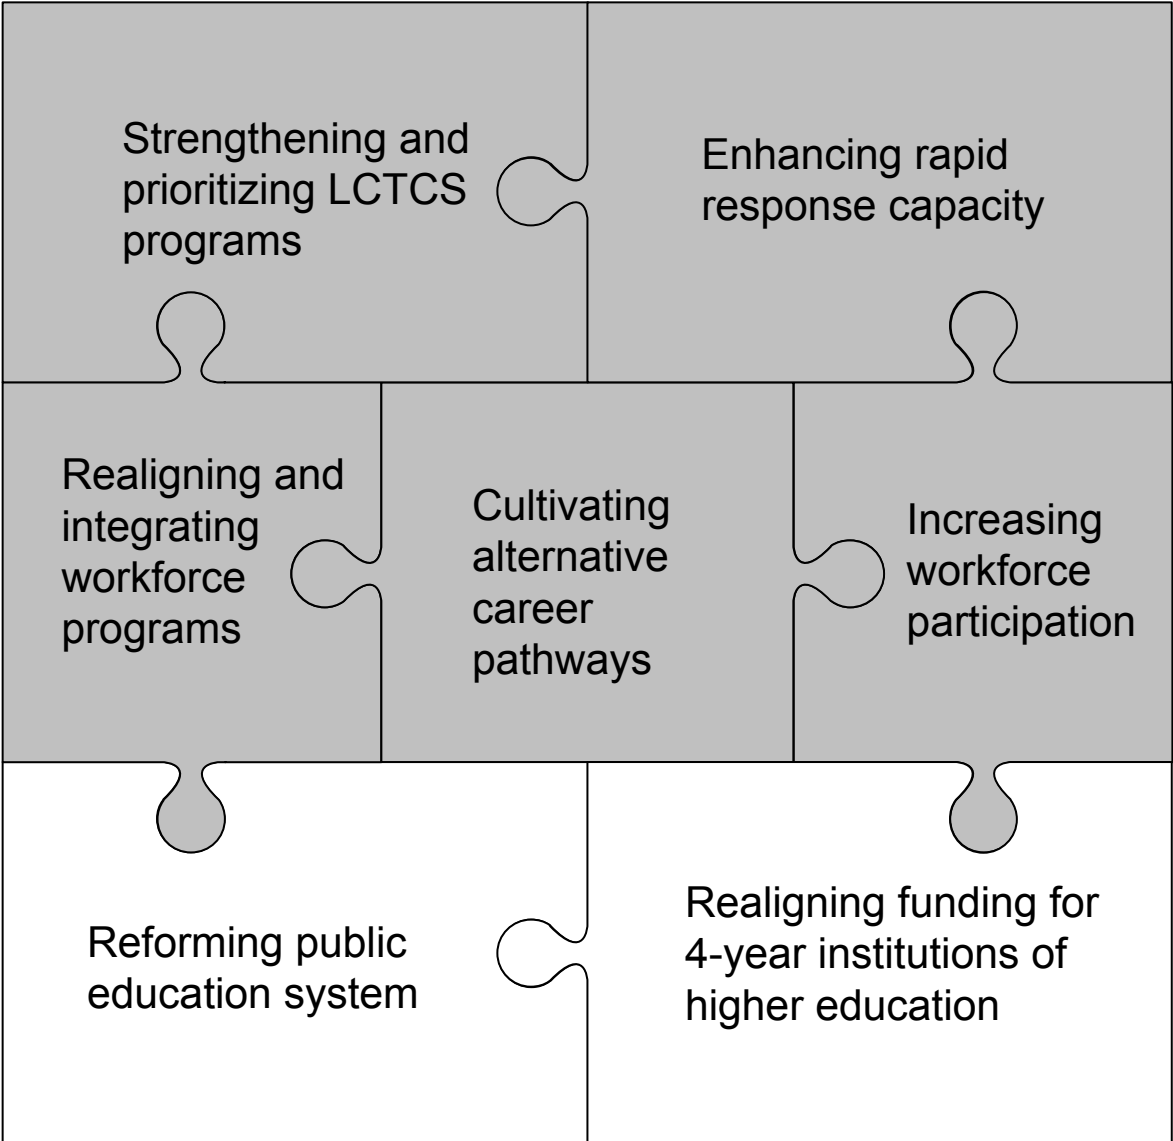 Strengthening and
prioritizing LCTCS
programs
Enhancing rapid
response capacity
Realigning and
integrating
workforce
programs
Cultivating
alternative
career
pathways
Increasing
workforce
participation
Reforming public
education system
Realigning funding for
4-year institutions of
higher education